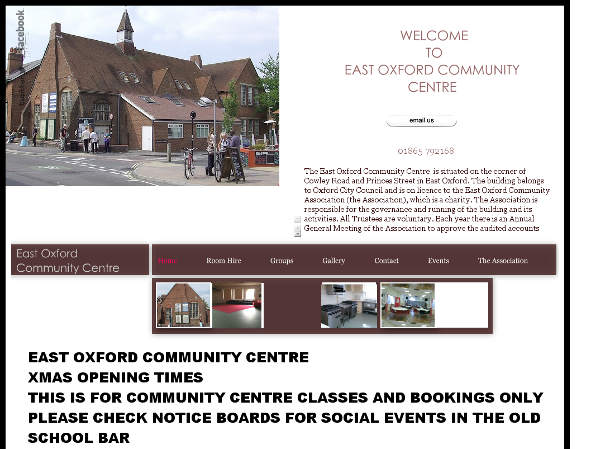 facebook
WELCOME
TO
EAST OXFORD COMMUNITY
CENTRE
email us
01865 792168
The East Oxford Community Centre is situated on the corner of
Cowley Road and Princes Street in East Oxford. The building belongs
to Oxford City Council and is on licence to the East Oxford Community
Association (the Association), which is a charity. The Association is
responsible for the governance and running of the building and its
activities. All Trustees are voluntary. Each year there is an Annual
General Meeting of the Association to approve the audited accounts
East Oxford
Community Centre
Home Room Hire Groups Gallery Contact Events The Association
EAST OXFORD COMMUNITY CENTRE
XMAS OPENING TIMES
THIS IS FOR COMMUNITY CENTRE CLASSES AND BOOKINGS ONLY
PLEASE CHECK NOTICE BOARDS FOR SOCIAL EVENTS IN THE OLD
SCHOOL BAR